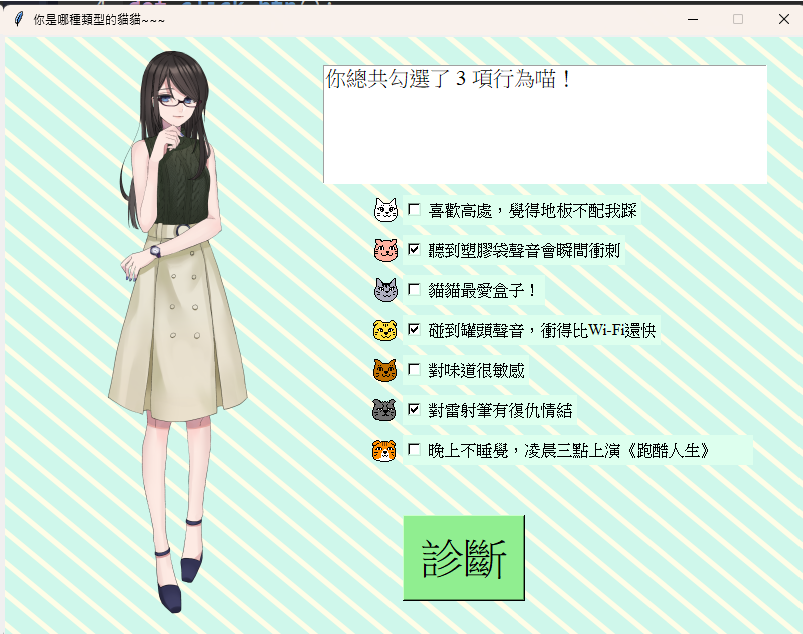 你是哪種類型的貓貓~~~
你總共勾選了 3 項行為喵！
喜歡高處，覺得地板不配我踩
聽到塑膠袋聲音會瞬間衝刺
貓貓最愛盒子！
碰到罐頭聲音，衝得比Wi-Fi還快
對味道很敏感
對雷射筆有復仇情結
晚上不睡覺，凌晨三點上演《跑酷人生》
診斷